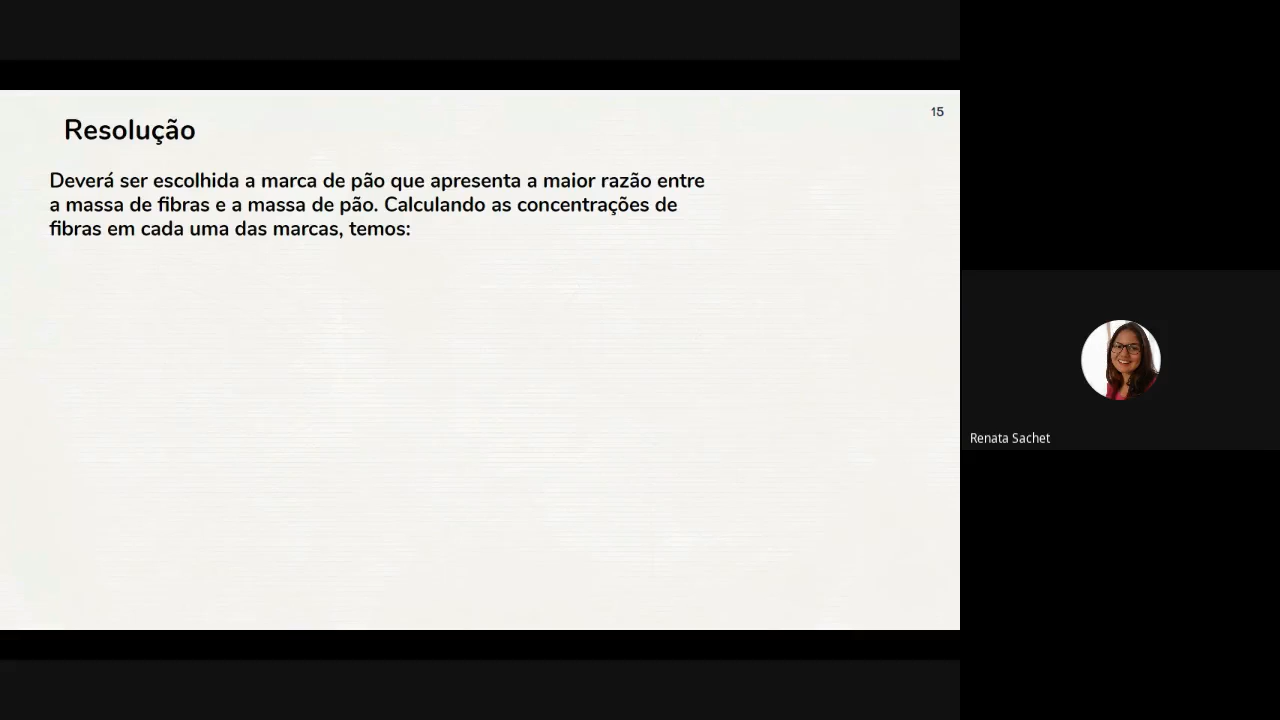 15
Resolução
Deverá ser escolhida a marca de pão que apresenta a maior razão entre
a massa de fibras e a massa de pão. Calculando as concentrações de
fibras em cada uma das marcas, temos:
Renata Sachet